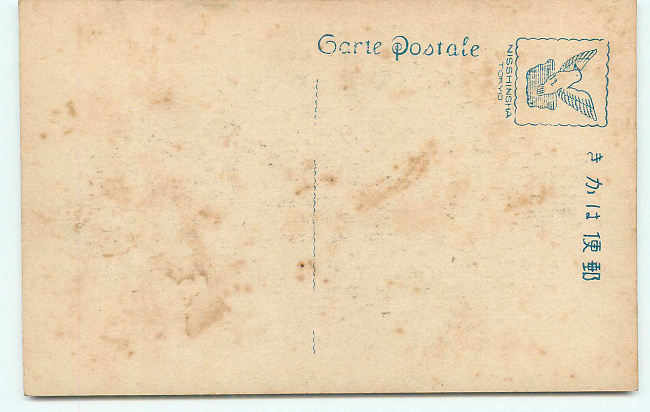 Carte Postale
NISSHINSHA
TOKYO
郵便はかき